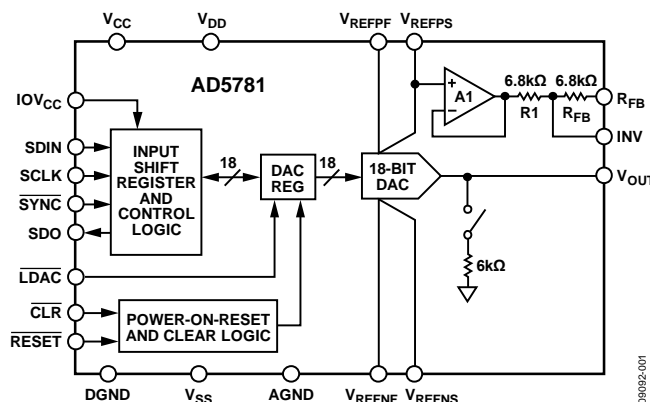 VCC
VDD
VREFPF
VREFPS
AD5781
IOVCC
SDIN
SCLK
SYNC
SDO
LDAC
CLR
RESET
INPUT
SHIFT
REGISTER
AND
CONTROL
LOGIC
18
DAC
REG
18
18-BIT
DAC
A1
6.8kΩ
R1
6.8kΩ
RFB
RFB
INV
VOUT
6kΩ
POWER-ON-RESET
AND CLEAR LOGIC
DGND
VSS
AGND
VREFNF
VREFNS
09092-001